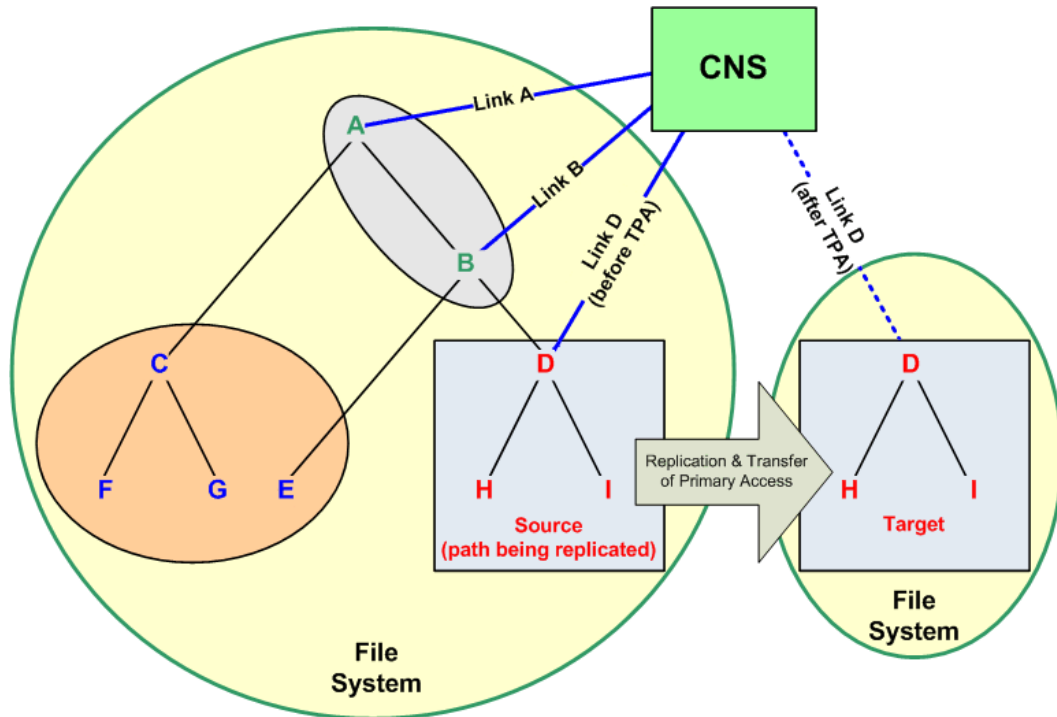 CNS
Link A
A
Link B
Link D
(before TPA)
Link D
(after TPA)
B
C
D
D
F
G
E
H
I
H
I
Replication & Transfer
of Primary Access
Source
(path being replicated)
Target
File
System
File
System